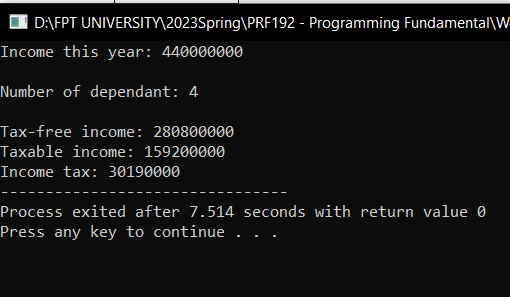 D:\FPT UNIVERSITY\2023Spring\PRF192 - Programming Fundamental\W
Income this year: 440000000
Number of dependant: 4
Tax-free income: 280800000
Taxable income: 159200000
Income tax: 30190000
--------------------------------
Process exited after 7.514 seconds with return value 0
Press any key to continue . . .